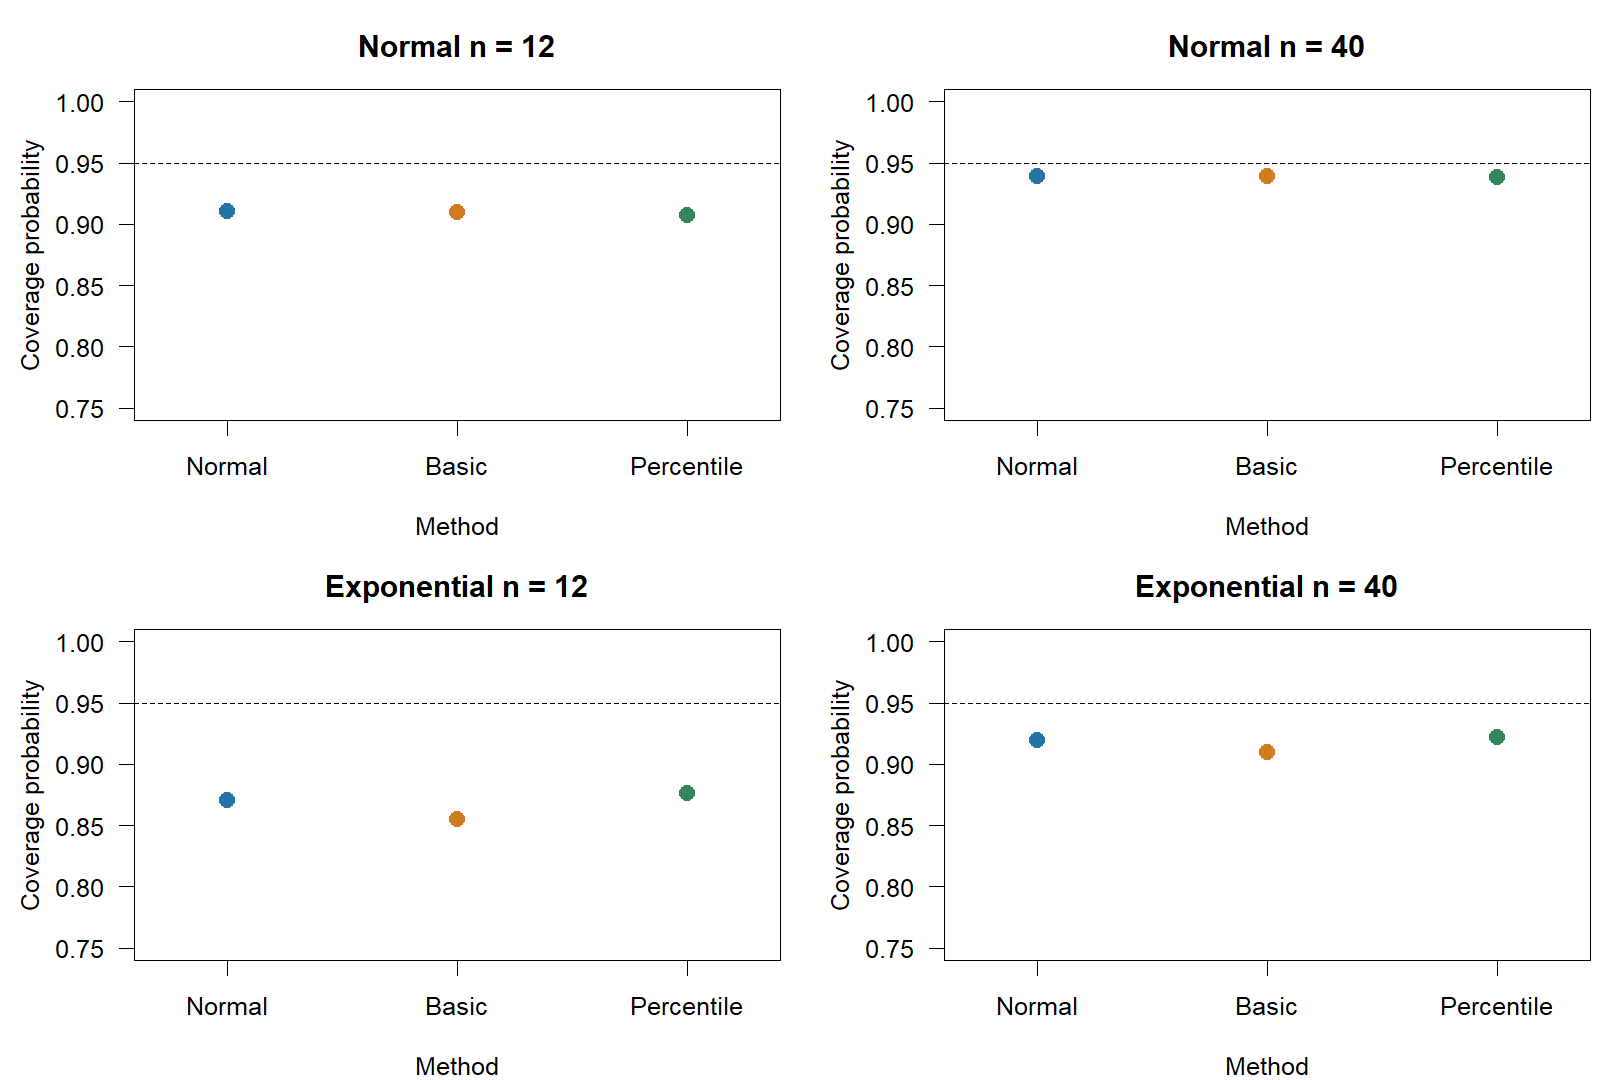 Normal n = 12
Coverage probability
1.00
0.95
0.90
0.85
0.80
0.75
Normal Basic Percentile
Method
Normal n = 40
Coverage probability
1.00
0.95
0.90
0.85
0.80
0.75
Normal Basic Percentile
Method
Exponential n = 12
Coverage probability
1.00
0.95
0.90
0.85
0.80
0.75
Normal Basic Percentile
Method
Exponential n = 40
Coverage probability
1.00
0.95
0.90
0.85
0.80
0.75
Normal Basic Percentile
Method